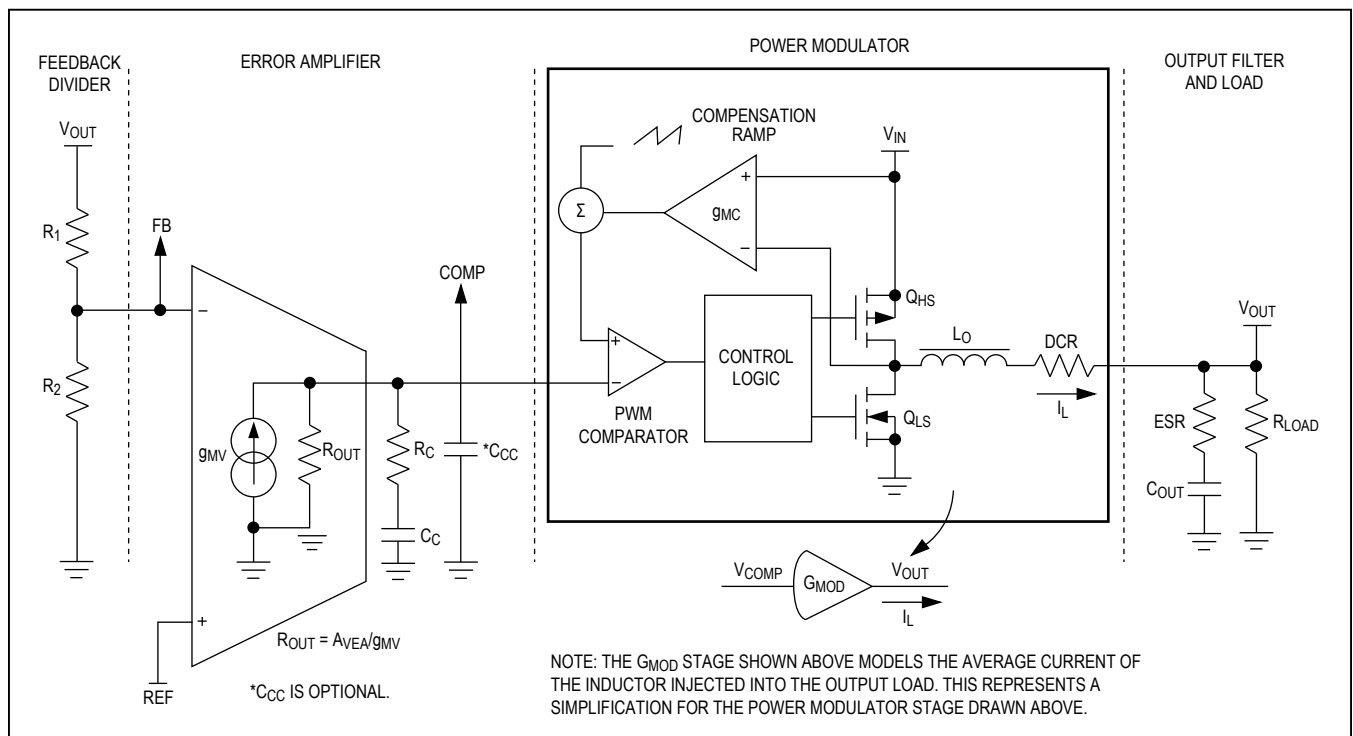 FEEDBACK
DIVIDER
ERROR AMPLIFIER
POWER MODULATOR
OUTPUT FILTER
AND LOAD
VOUT
R1
R2
FB
−
+
REF
gMV
ROUT
ROUT = AVEA/gMV
*CCC IS OPTIONAL.
RC
CC
COMP
*CCC
COMPENSATION
RAMP
Σ
gMC
+
−
VIN
+
−
PWM
COMPARATOR
CONTROL
LOGIC
QHS
QLS
LO
DCR
IL
VOUT
ESR
COUT
RLOAD
VCOMP
GMOD
VOUT
IL
NOTE: THE GMOD STAGE SHOWN ABOVE MODELS THE AVERAGE CURRENT OF
THE INDUCTOR INJECTED INTO THE OUTPUT LOAD. THIS REPRESENTS A
SIMPLIFICATION FOR THE POWER MODULATOR STAGE DRAWN ABOVE.